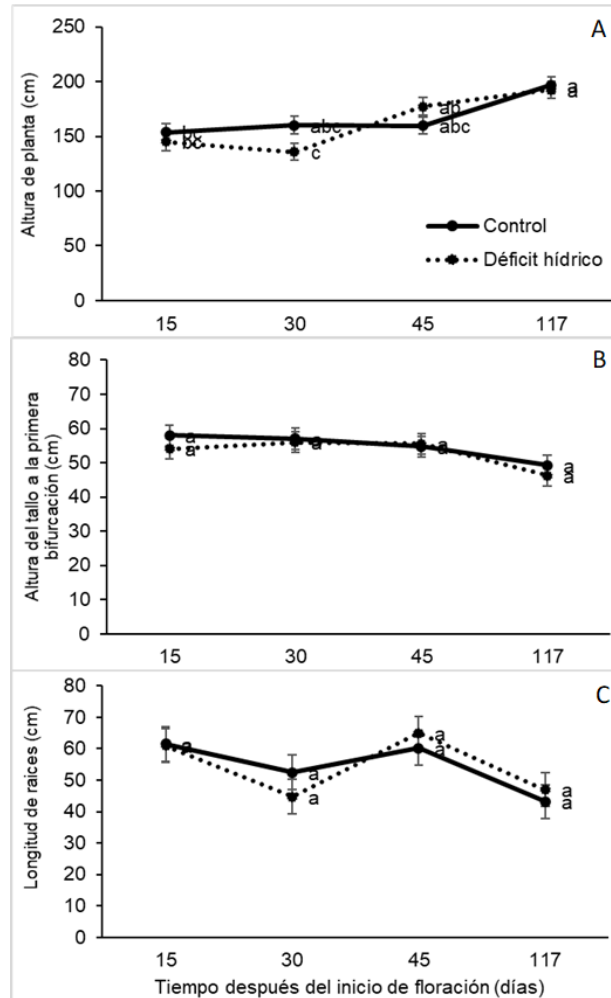 A
Altura de planta (cm)
250
200
150
100
50
0
bc
abc
c
ab
abc
a
a
Control
Déficit hídrico
15 30 45 117
B
Altura del tallo a la primera
bifurcación (cm)
80
70
60
50
40
30
20
10
0
a
a
a
a
a
a
a
15 30 45 117
C
Longitud de raices (cm)
80
70
60
50
40
30
20
10
0
a
a
a
a
a
a
a
15 30 45 117
Tiempo después del inicio de floración (días)